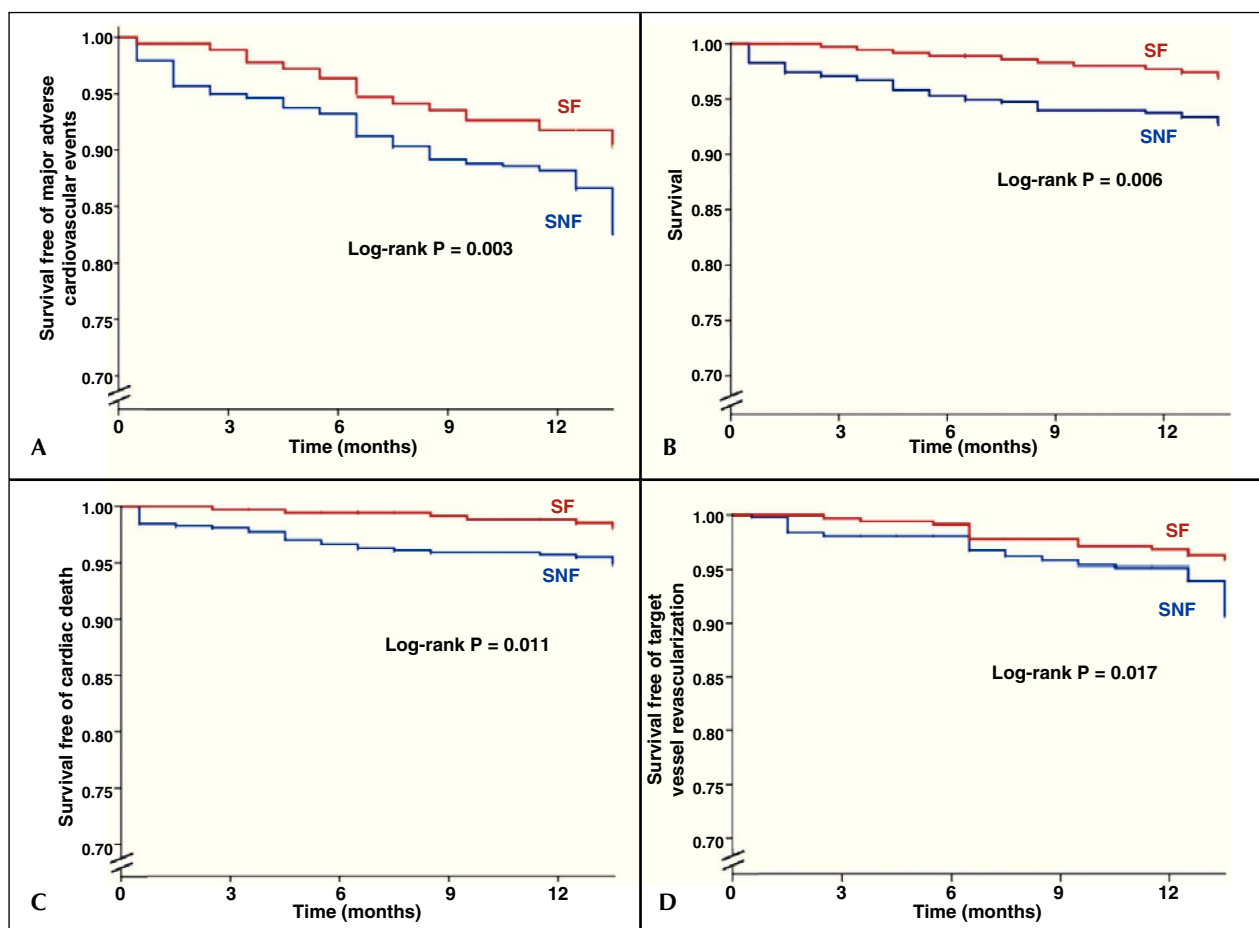 Survival free of major adverse
cardiovascular events
1.00
0.95
0.90
0.85
0.80
0.75
0.70
SF
SNF
Log-rank P = 0.003
0
3
6
9
12
Time (months)
A
Survival
1.00
0.95
0.90
0.85
0.80
0.75
0.70
SF
SNF
Log-rank P = 0.006
0
3
6
9
12
Time (months)
B
Survival free of cardiac death
1.00
0.95
0.90
0.85
0.80
0.75
0.70
SF
SNF
Log-rank P = 0.011
0
3
6
9
12
Time (months)
C
Survival free of target
vessel revascularization
1.00
0.95
0.90
0.85
0.80
0.75
0.70
SF
SNF
Log-rank P = 0.017
0
3
6
9
12
Time (months)
D